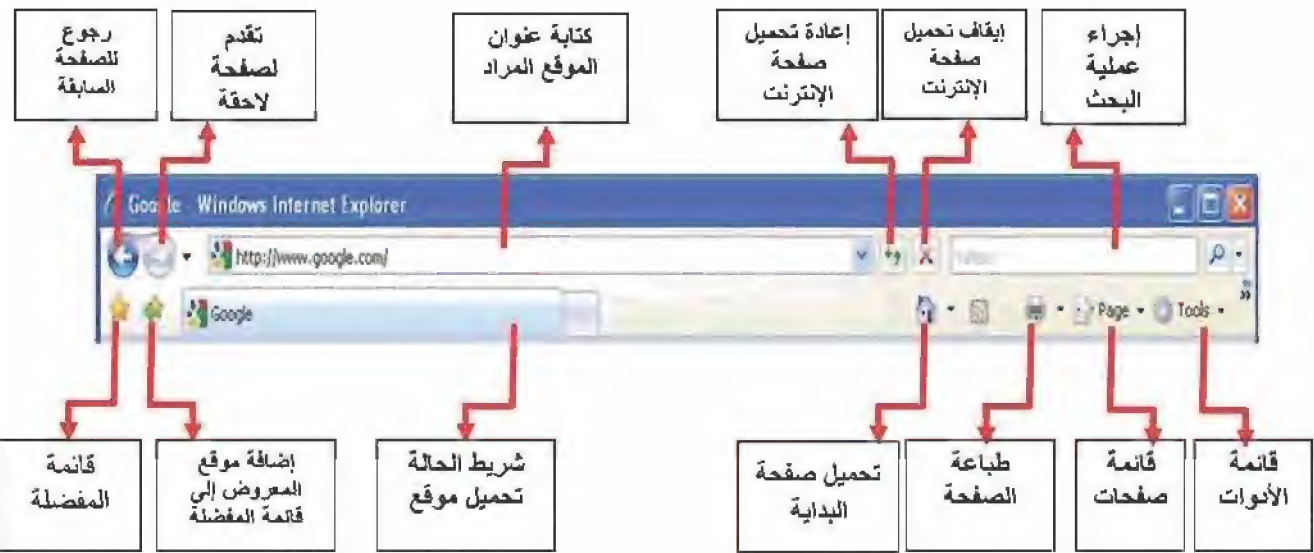 رجوع
للصفحة
السابقة
تقدم
لصفحة
لاحقة
كتابة عنوان
الموقع المراد
إعادة تحميل
صفحة
الإنترنت
إيقاف تحميل
صفحة
الإنترنت
إجراء
عملية
البحث
Google - Windows Internet Explorer
http://www.google.com/
Google
Page
Tools
قائمة
المفضلة
إضافة موقع
المعروض إلى
قائمة المفضلة
شريط الحالة
تحميل موقع
تحميل صفحة
البداية
طباعة
الصفحة
قائمة
صفحات
قائمة
الأدوات